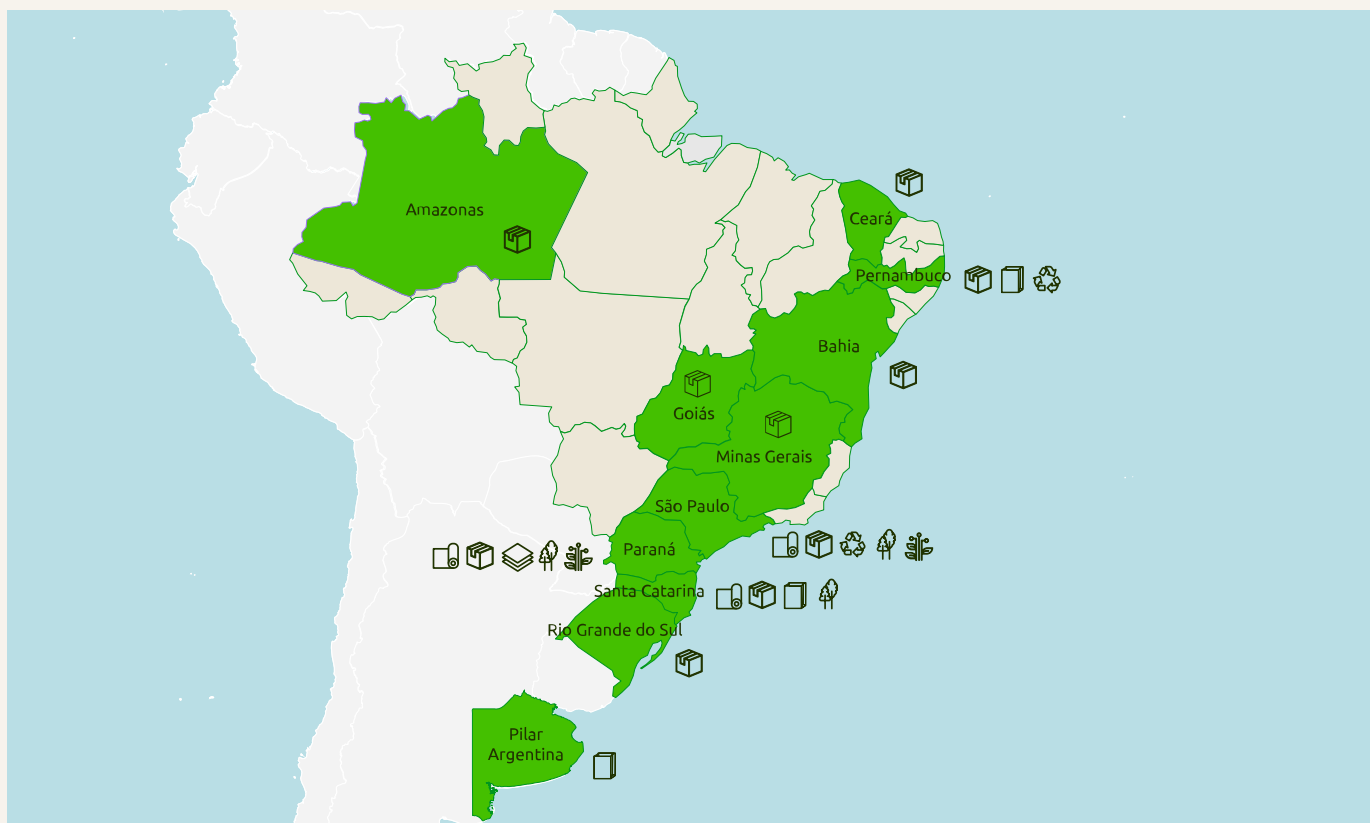 Amazonas
Ceará
Pernambuco
Bahia
Goiás
Minas Gerais
São Paulo
Paraná
Santa Catarina
Rio Grande do Sul
Pilar
Argentina